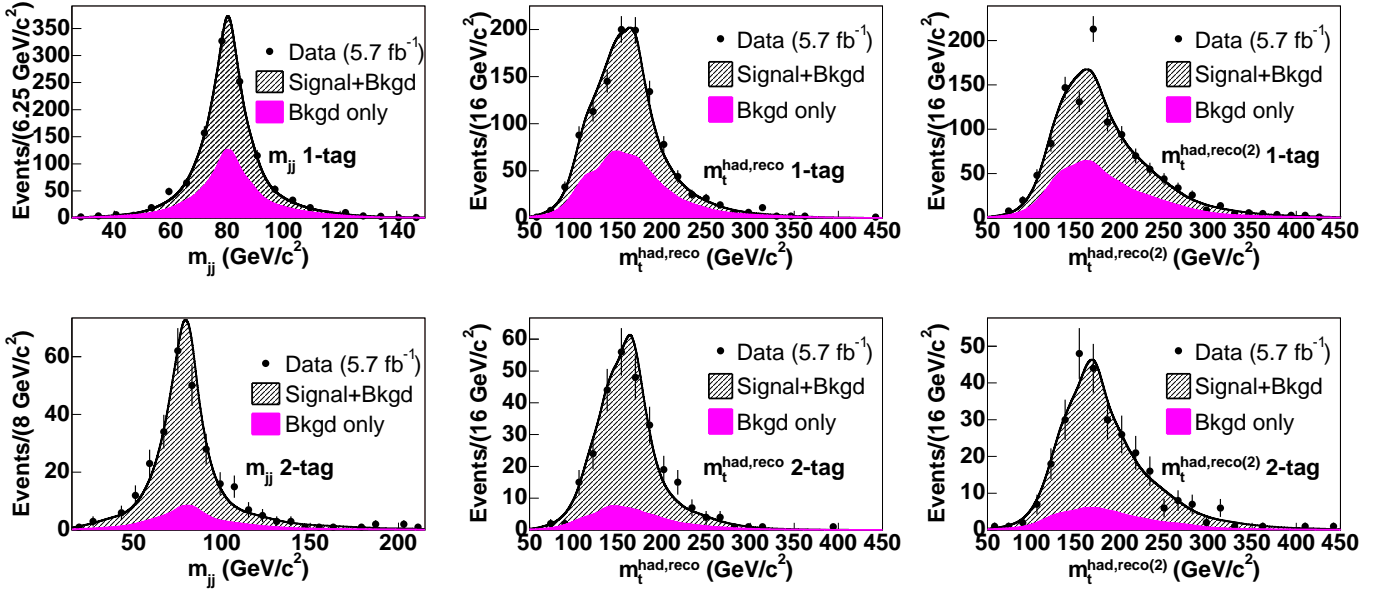 Events/(6.25 GeV/c²)
350
300
250
200
150
100
50
0
Data (5.7 fb⁻¹)
Signal+Bkgd
Bkgd only
m_jj 1-tag
40 60 80 100 120 140
m_jj (GeV/c²)
Events/(16 GeV/c²)
200
150
100
50
0
Data (5.7 fb⁻¹)
Signal+Bkgd
Bkgd only
m_t^had,reco 1-tag
50 100 150 200 250 300 350 400 450
m_t^had,reco (GeV/c²)
Events/(16 GeV/c²)
200
150
100
50
0
Data (5.7 fb⁻¹)
Signal+Bkgd
Bkgd only
m_t^had,reco(2) 1-tag
50 100 150 200 250 300 350 400 450
m_t^had,reco(2) (GeV/c²)
Events/(8 GeV/c²)
60
40
20
0
Data (5.7 fb⁻¹)
Signal+Bkgd
Bkgd only
m_jj 2-tag
50 100 150 200
m_jj (GeV/c²)
Events/(16 GeV/c²)
60
50
40
30
20
10
0
Data (5.7 fb⁻¹)
Signal+Bkgd
Bkgd only
m_t^had,reco 2-tag
50 100 150 200 250 300 350 400 450
m_t^had,reco (GeV/c²)
Events/(16 GeV/c²)
50
40
30
20
10
0
Data (5.7 fb⁻¹)
Signal+Bkgd
Bkgd only
m_t^had,reco(2) 2-tag
50 100 150 200 250 300 350 400 450
m_t^had,reco(2) (GeV/c²)